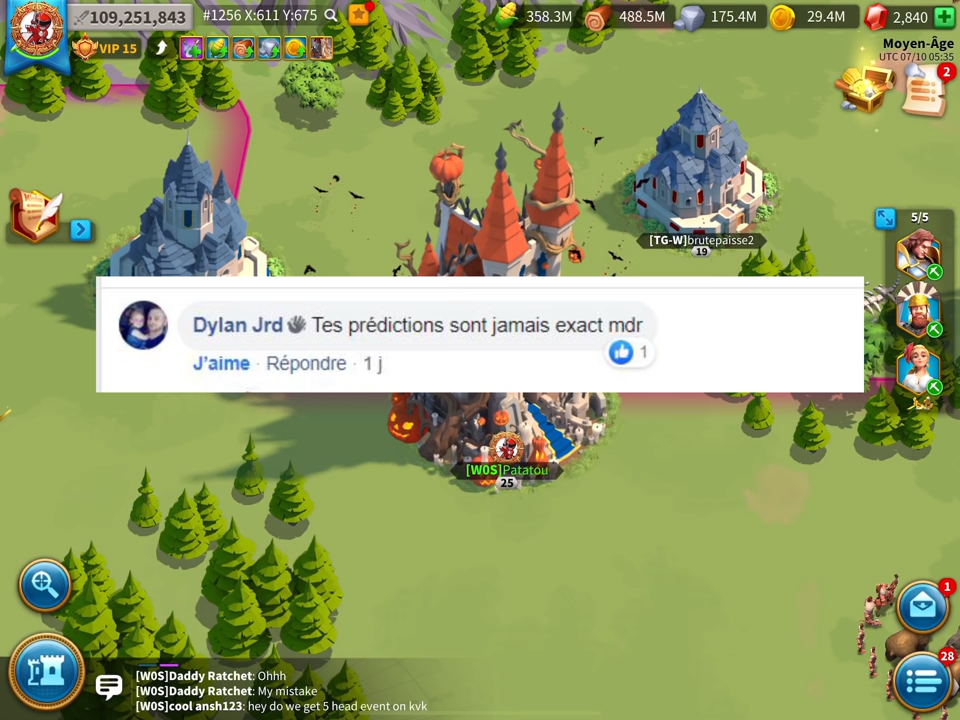 109,251,843
#1256 X:611 Y:675
358.3M
488.5M
175.4M
29.4M
2,840
VIP 15
Moyen-Âge
UTC 07/10 05:35
2
5/5
[TG-W]brutepaisse2
19
Dylan Jrd Tes prédictions sont jamais exact mdr
J'aime · Répondre · 1 j
1
[W0S]Patatou
25
1
28
[W0S]Daddy Ratchet: Ohhh
[W0S]Daddy Ratchet: My mistake
[W0S]cool ansh123: hey do we get 5 head event on kvk